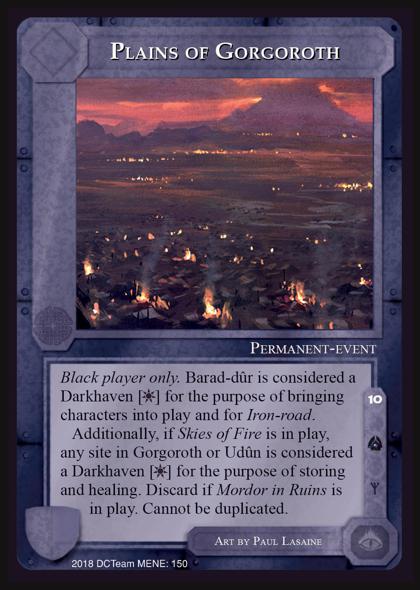 Plains of Gorgoroth
Permanent-event
Black player only. Barad-dûr is considered a
Darkhaven [☀] for the purpose of bringing
characters into play and for Iron-road.
Additionally, if Skies of Fire is in play,
any site in Gorgoroth or Udûn is considered
a Darkhaven [☀] for the purpose of storing
and healing. Discard if Mordor in Ruins is
in play. Cannot be duplicated.
10
Art by Paul Lasaine
2018 DCTeam MENE: 150